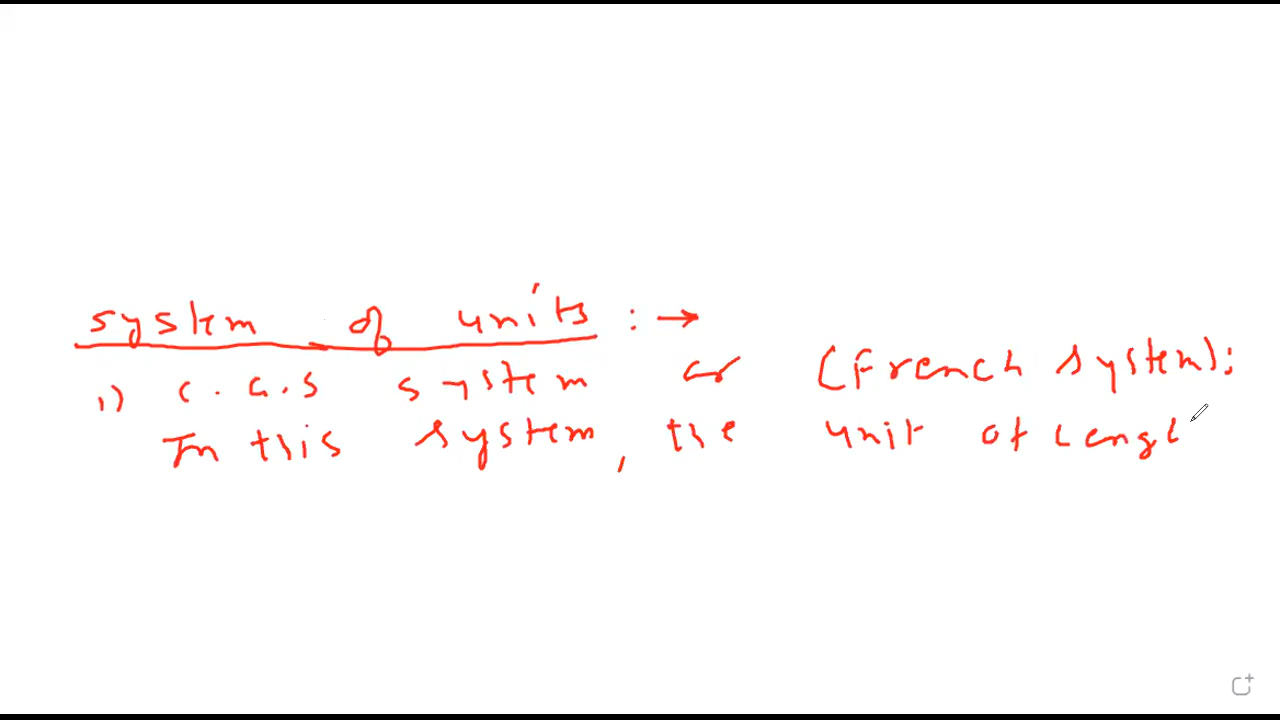 system of units :→
1) C.G.S system or (French system):
In this system, the unit of Lengt